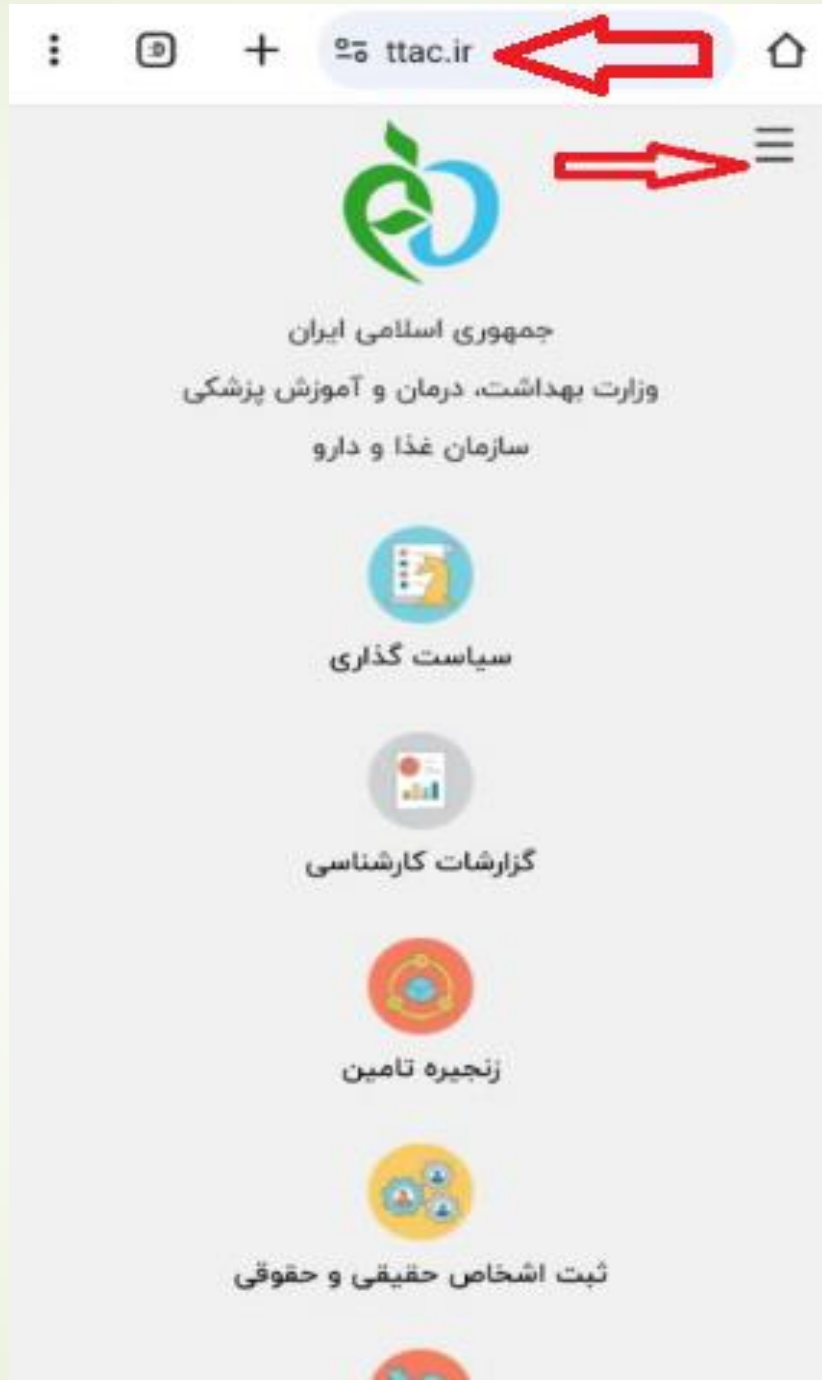 ttac.ir
جمهوری اسلامی ایران
وزارت بهداشت، درمان و آموزش پزشکی
سازمان غذا و دارو
سیاست گذاری
گزارشات کارشناسی
زنجیره تامین
ثبت اشخاص حقیقی و حقوقی